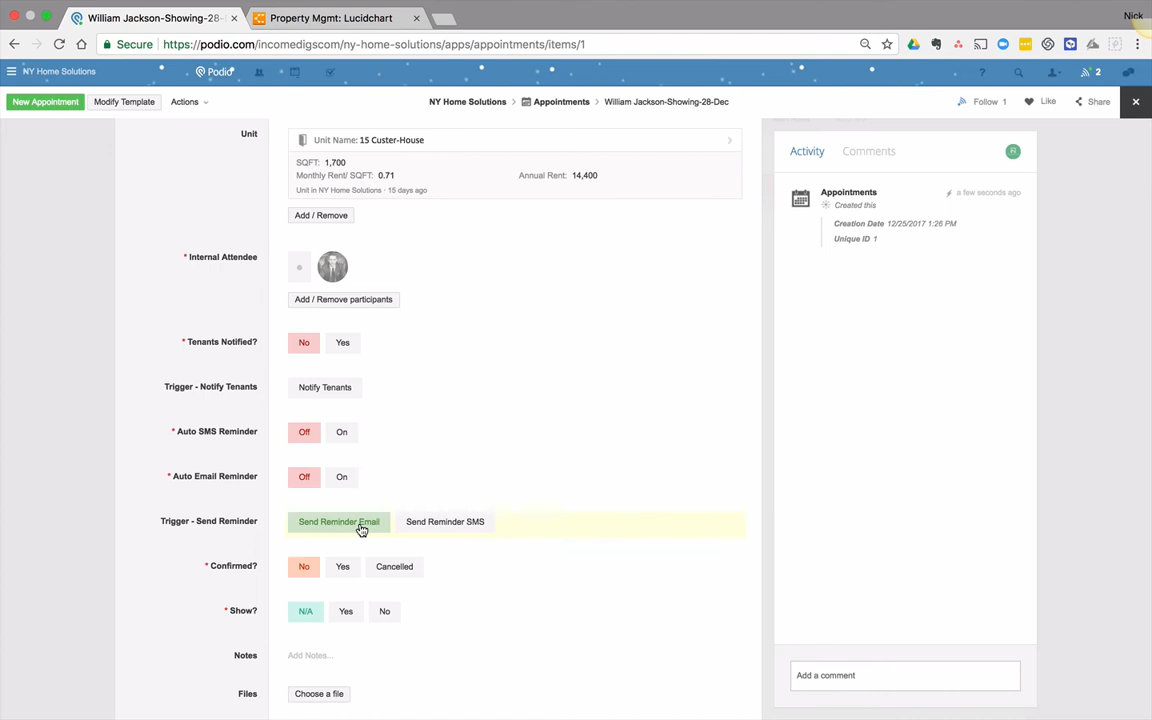 William Jackson-Showing-28-
Property Mgmt: Lucidchart
Nick
Secure
https://podio.com/incomedigscom/ny-home-solutions/apps/appointments/items/1
NY Home Solutions
Podio
2
New Appointment
Modify Template
Actions
NY Home Solutions
Appointments
William Jackson-Showing-28-Dec
Follow 1
Like
Share
Unit
Unit Name: 15 Custer-House
SQFT: 1,700
Monthly Rent/ SQFT: 0.71
Annual Rent: 14,400
Unit in NY Home Solutions · 15 days ago
Add / Remove
* Internal Attendee
Add / Remove participants
* Tenants Notified?
No
Yes
Trigger - Notify Tenants
Notify Tenants
* Auto SMS Reminder
Off
On
* Auto Email Reminder
Off
On
Trigger - Send Reminder
Send Reminder Email
Send Reminder SMS
* Confirmed?
No
Yes
Cancelled
* Show?
N/A
Yes
No
Notes
Add Notes...
Files
Choose a file
Activity
Comments
Appointments
a few seconds ago
Created this
Creation Date 12/25/2017 1:26 PM
Unique ID 1
Add a comment